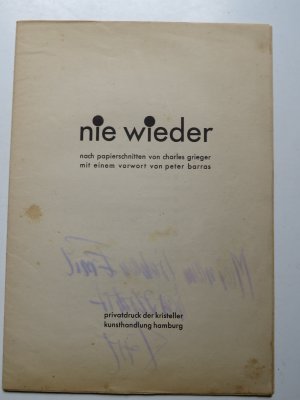 nie wieder
nach papierschnitten von charles grieger
mit einem vorwort von peter barras
privatdruck der kristeller
kunsthandlung hamburg